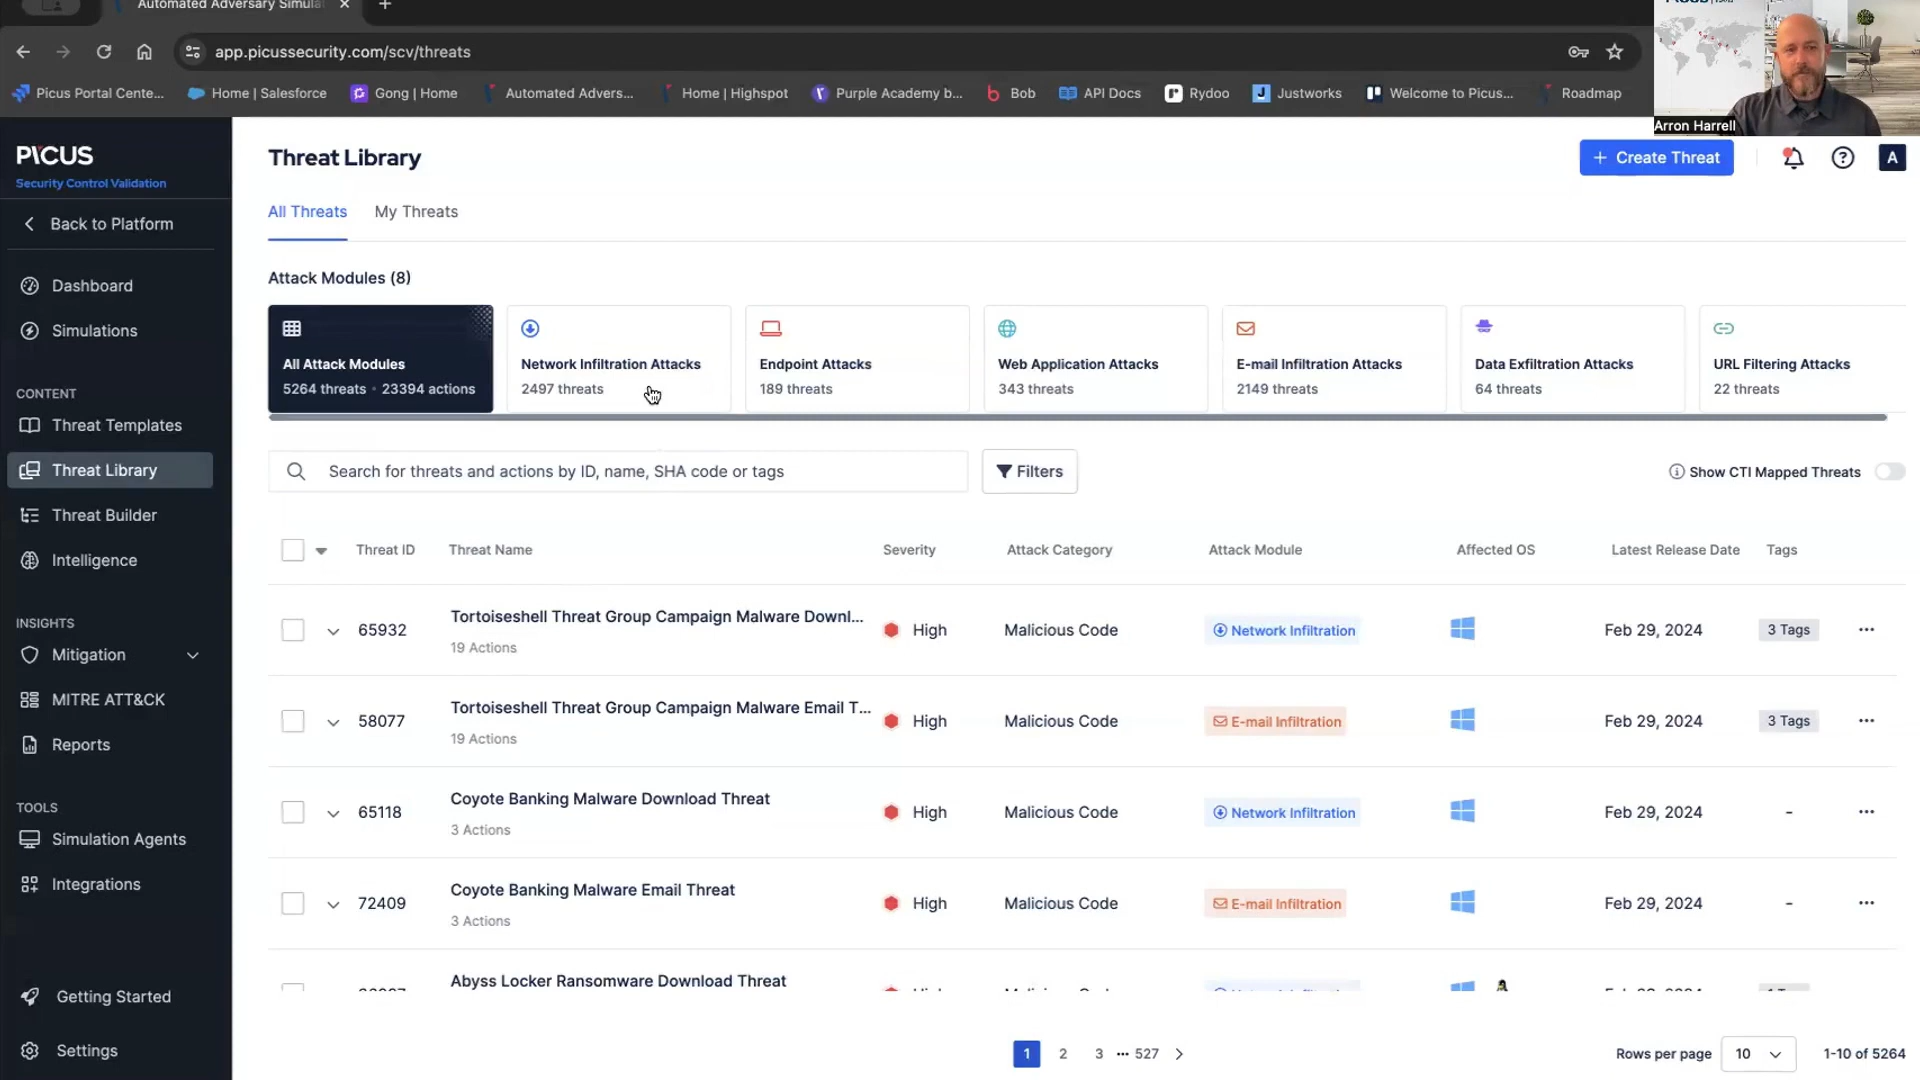 Automated Adversary Simula
app.picussecurity.com/scv/threats
Picus Portal Cente...
Home | Salesforce
Gong | Home
Automated Advers...
Home | Highspot
Purple Academy b...
Bob
API Docs
Rydoo
Justworks
Welcome to Picus...
Roadmap
Arron Harrell
PICUS
Security Control Validation
Back to Platform
Dashboard
Simulations
CONTENT
Threat Templates
Threat Library
Threat Builder
Intelligence
INSIGHTS
Mitigation
MITRE ATT&CK
Reports
TOOLS
Simulation Agents
Integrations
Getting Started
Settings
Threat Library
+ Create Threat
A
All Threats
My Threats
Attack Modules (8)
All Attack Modules
5264 threats • 23394 actions
Network Infiltration Attacks
2497 threats
Endpoint Attacks
189 threats
Web Application Attacks
343 threats
E-mail Infiltration Attacks
2149 threats
Data Exfiltration Attacks
64 threats
URL Filtering Attacks
22 threats
Search for threats and actions by ID, name, SHA code or tags
Filters
Show CTI Mapped Threats
Threat ID Threat Name Severity Attack Category Attack Module Affected OS Latest Release Date Tags
65932 Tortoiseshell Threat Group Campaign Malware Downl... High Malicious Code Network Infiltration Feb 29, 2024 3 Tags ...
19 Actions
58077 Tortoiseshell Threat Group Campaign Malware Email T... High Malicious Code E-mail Infiltration Feb 29, 2024 3 Tags ...
19 Actions
65118 Coyote Banking Malware Download Threat High Malicious Code Network Infiltration Feb 29, 2024 - ...
3 Actions
72409 Coyote Banking Malware Email Threat High Malicious Code E-mail Infiltration Feb 29, 2024 - ...
3 Actions
Abyss Locker Ransomware Download Threat
1 2 3 ... 527
Rows per page 10 1-10 of 5264